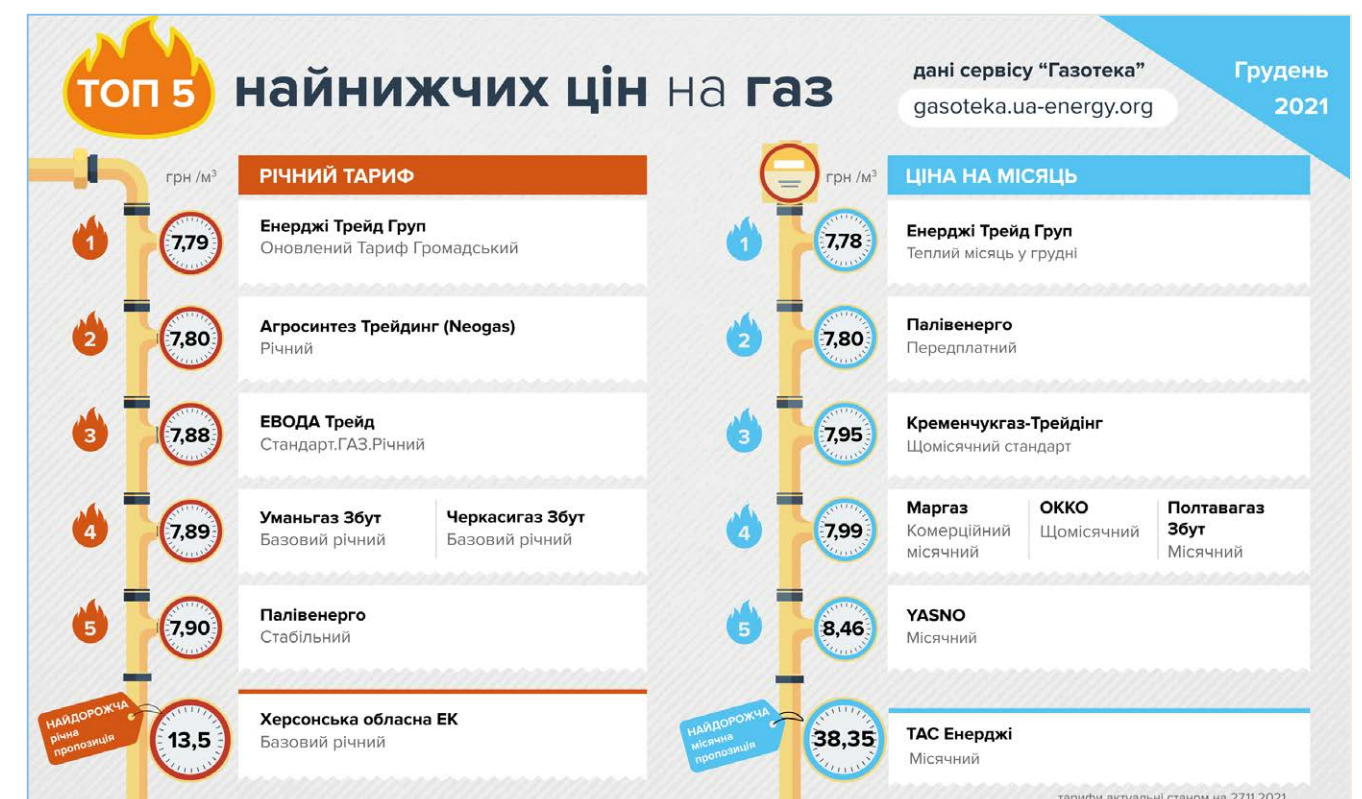 ТОП 5
найнижчих цін на газ
дані сервісу “Газотека”
gasoteka.ua-energy.org
Грудень
2021
грн /м³
РІЧНИЙ ТАРИФ
1
7,79
Енерджі Трейд Груп
Оновлений Тариф Громадський
2
7,80
Агросинтез Трейдинг (Neogas)
Річний
3
7,88
ЕВОДА Трейд
Стандарт.ГАЗ.Річний
4
7,89
Уманьгаз Збут
Базовий річний
Черкасигаз Збут
Базовий річний
5
7,90
Палівенерго
Стабільний
НАЙДОРОЖЧА
річна
пропозиція
13,5
Херсонська обласна ЕК
Базовий річний
грн /м³
ЦІНА НА МІСЯЦЬ
1
7,78
Енерджі Трейд Груп
Теплий місяць у грудні
2
7,80
Палівенерго
Передплатний
3
7,95
Кременчукгаз-Трейдінг
Щомісячний стандарт
4
7,99
Маргаз
Комерційний
місячний
ОККО
Щомісячний
Полтавагаз
Збут
Місячний
5
8,46
YASNO
Місячний
НАЙДОРОЖЧА
місячна
пропозиція
38,35
ТАС Енерджі
Місячний
тарифи актуальні станом на 27.11.2021